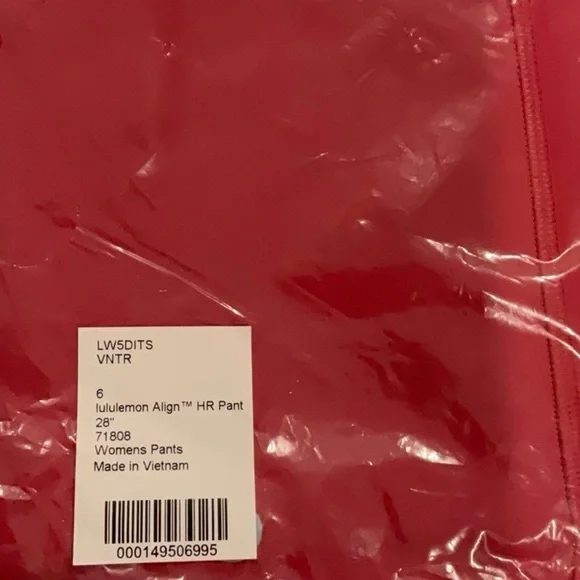 LW5DITS
VNTR
6
lululemon Align™ HR Pant
28"
71808
Womens Pants
Made in Vietnam
000149506995